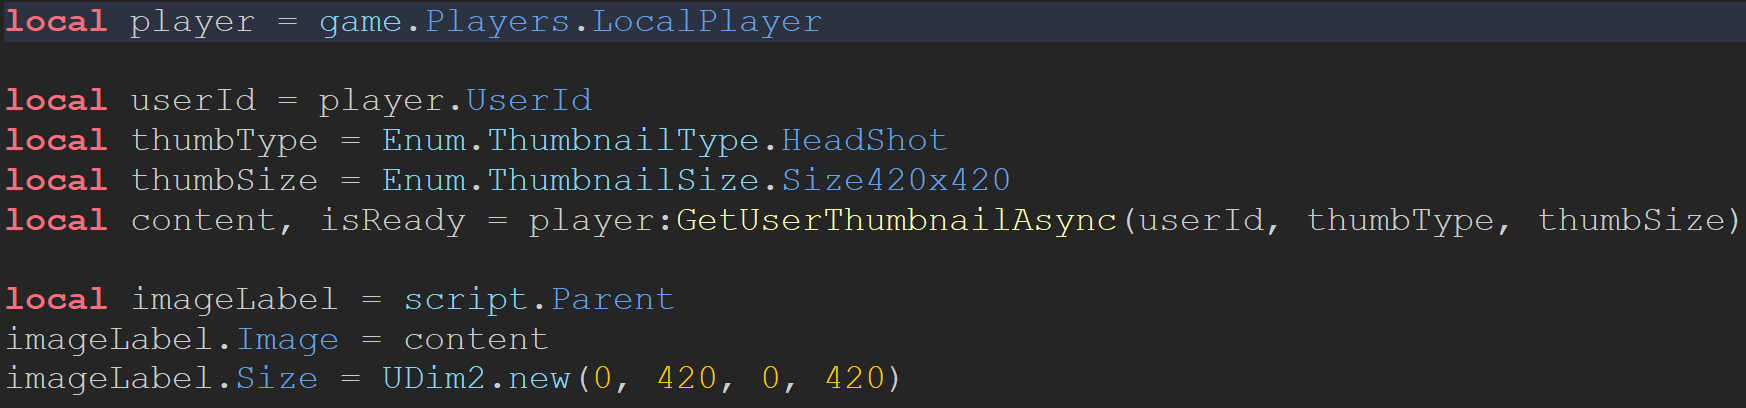 local player = game.Players.LocalPlayer
local userId = player.UserId
local thumbType = Enum.ThumbnailType.HeadShot
local thumbSize = Enum.ThumbnailSize.Size420x420
local content, isReady = player:GetUserThumbnailAsync(userId, thumbType, thumbSize)
local imageLabel = script.Parent
imageLabel.Image = content
imageLabel.Size = UDim2.new(0, 420, 0, 420)